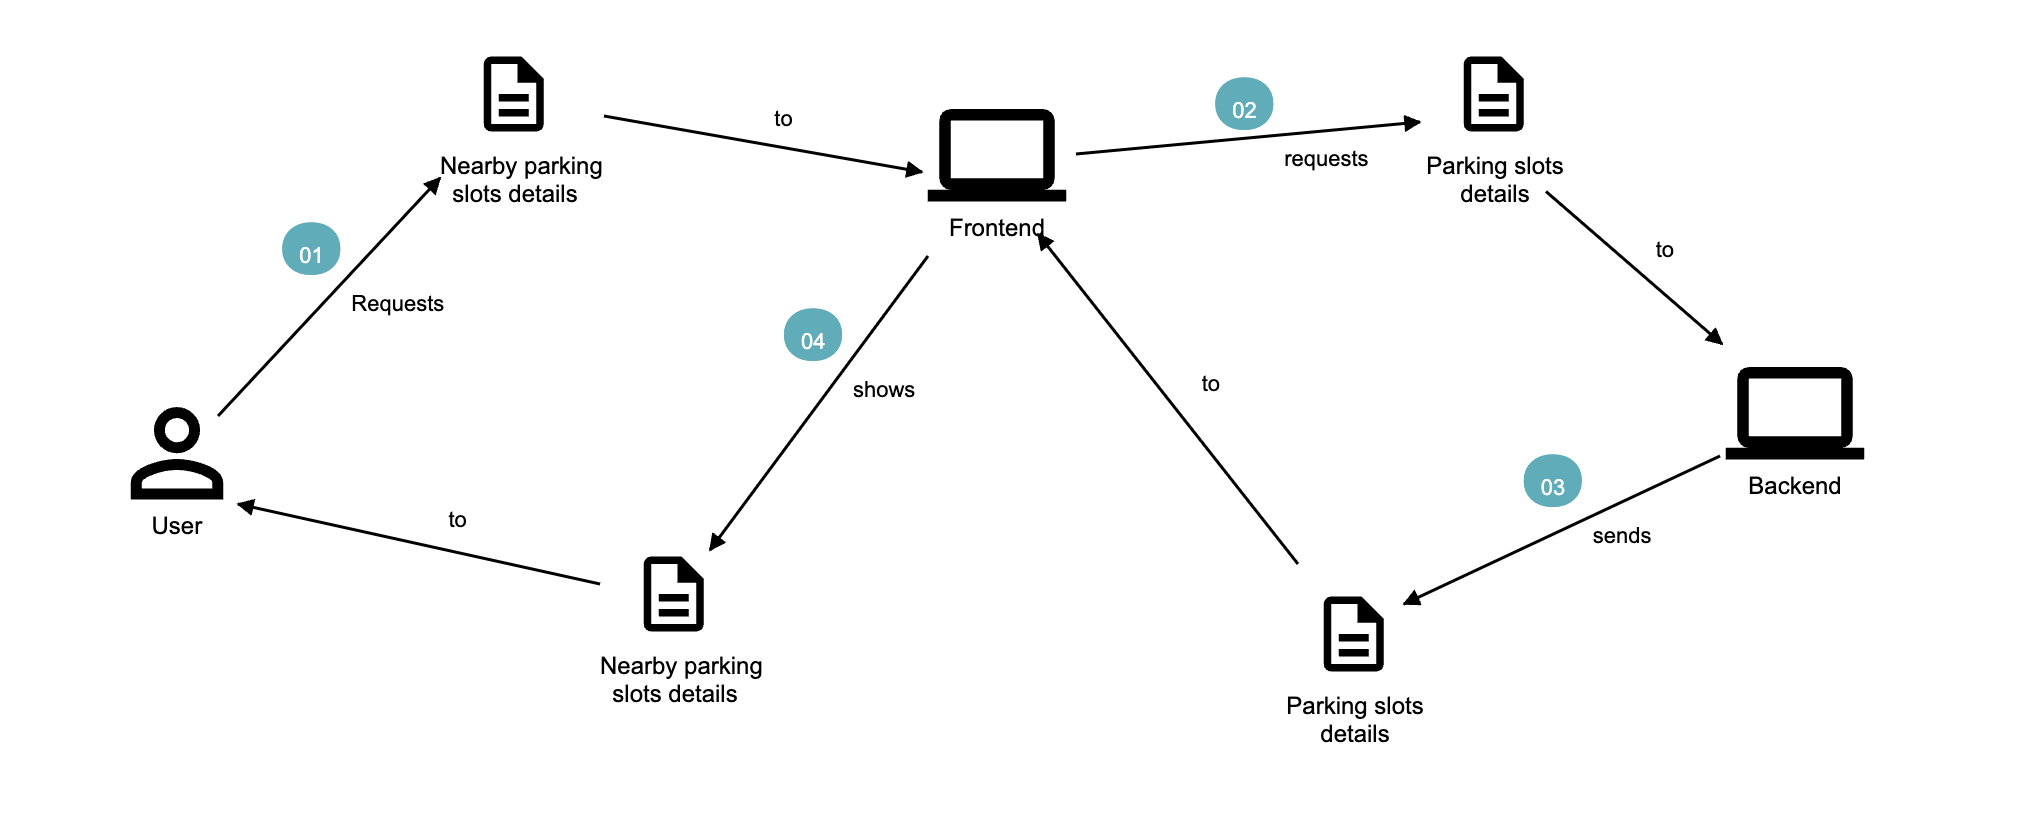 Nearby parking
slots details
to
02
requests
Parking slots
details
Frontend
01
Requests
to
04
shows
to
User
to
Backend
03
sends
Nearby parking
slots details
Parking slots
details